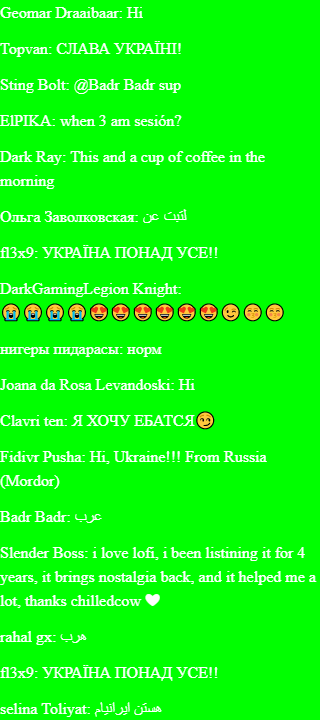 Geomar Draaibaar: Hi
Topvan: СЛАВА УКРАЇНІ!
Sting Bolt: @Badr Badr sup
ElPIKA: when 3 am sesión?
Dark Ray: This and a cup of coffee in the
morning
Ольга Заволковская: انبت عن
fl3x9: УКРАЇНА ПОНАД УСЕ!!
DarkGamingLegion Knight:
😭😭😭😭😍😍😍😍😍😍😉😙😙
нигеры пидарасы: норм
Joana da Rosa Levandoski: Hi
Clavri ten: Я ХОЧУ ЕБАТСЯ😏
Fidivr Pusha: Hi, Ukraine!!! From Russia
(Mordor)
Badr Badr: عرب
Slender Boss: i love lofi, i been listining it for 4
years, it brings nostalgia back, and it helped me a
lot, thanks chilledcow 🤍
rahal gx: هرب
fl3x9: УКРАЇНА ПОНАД УСЕ!!
selina Toliyat: هستن ایرانیلم